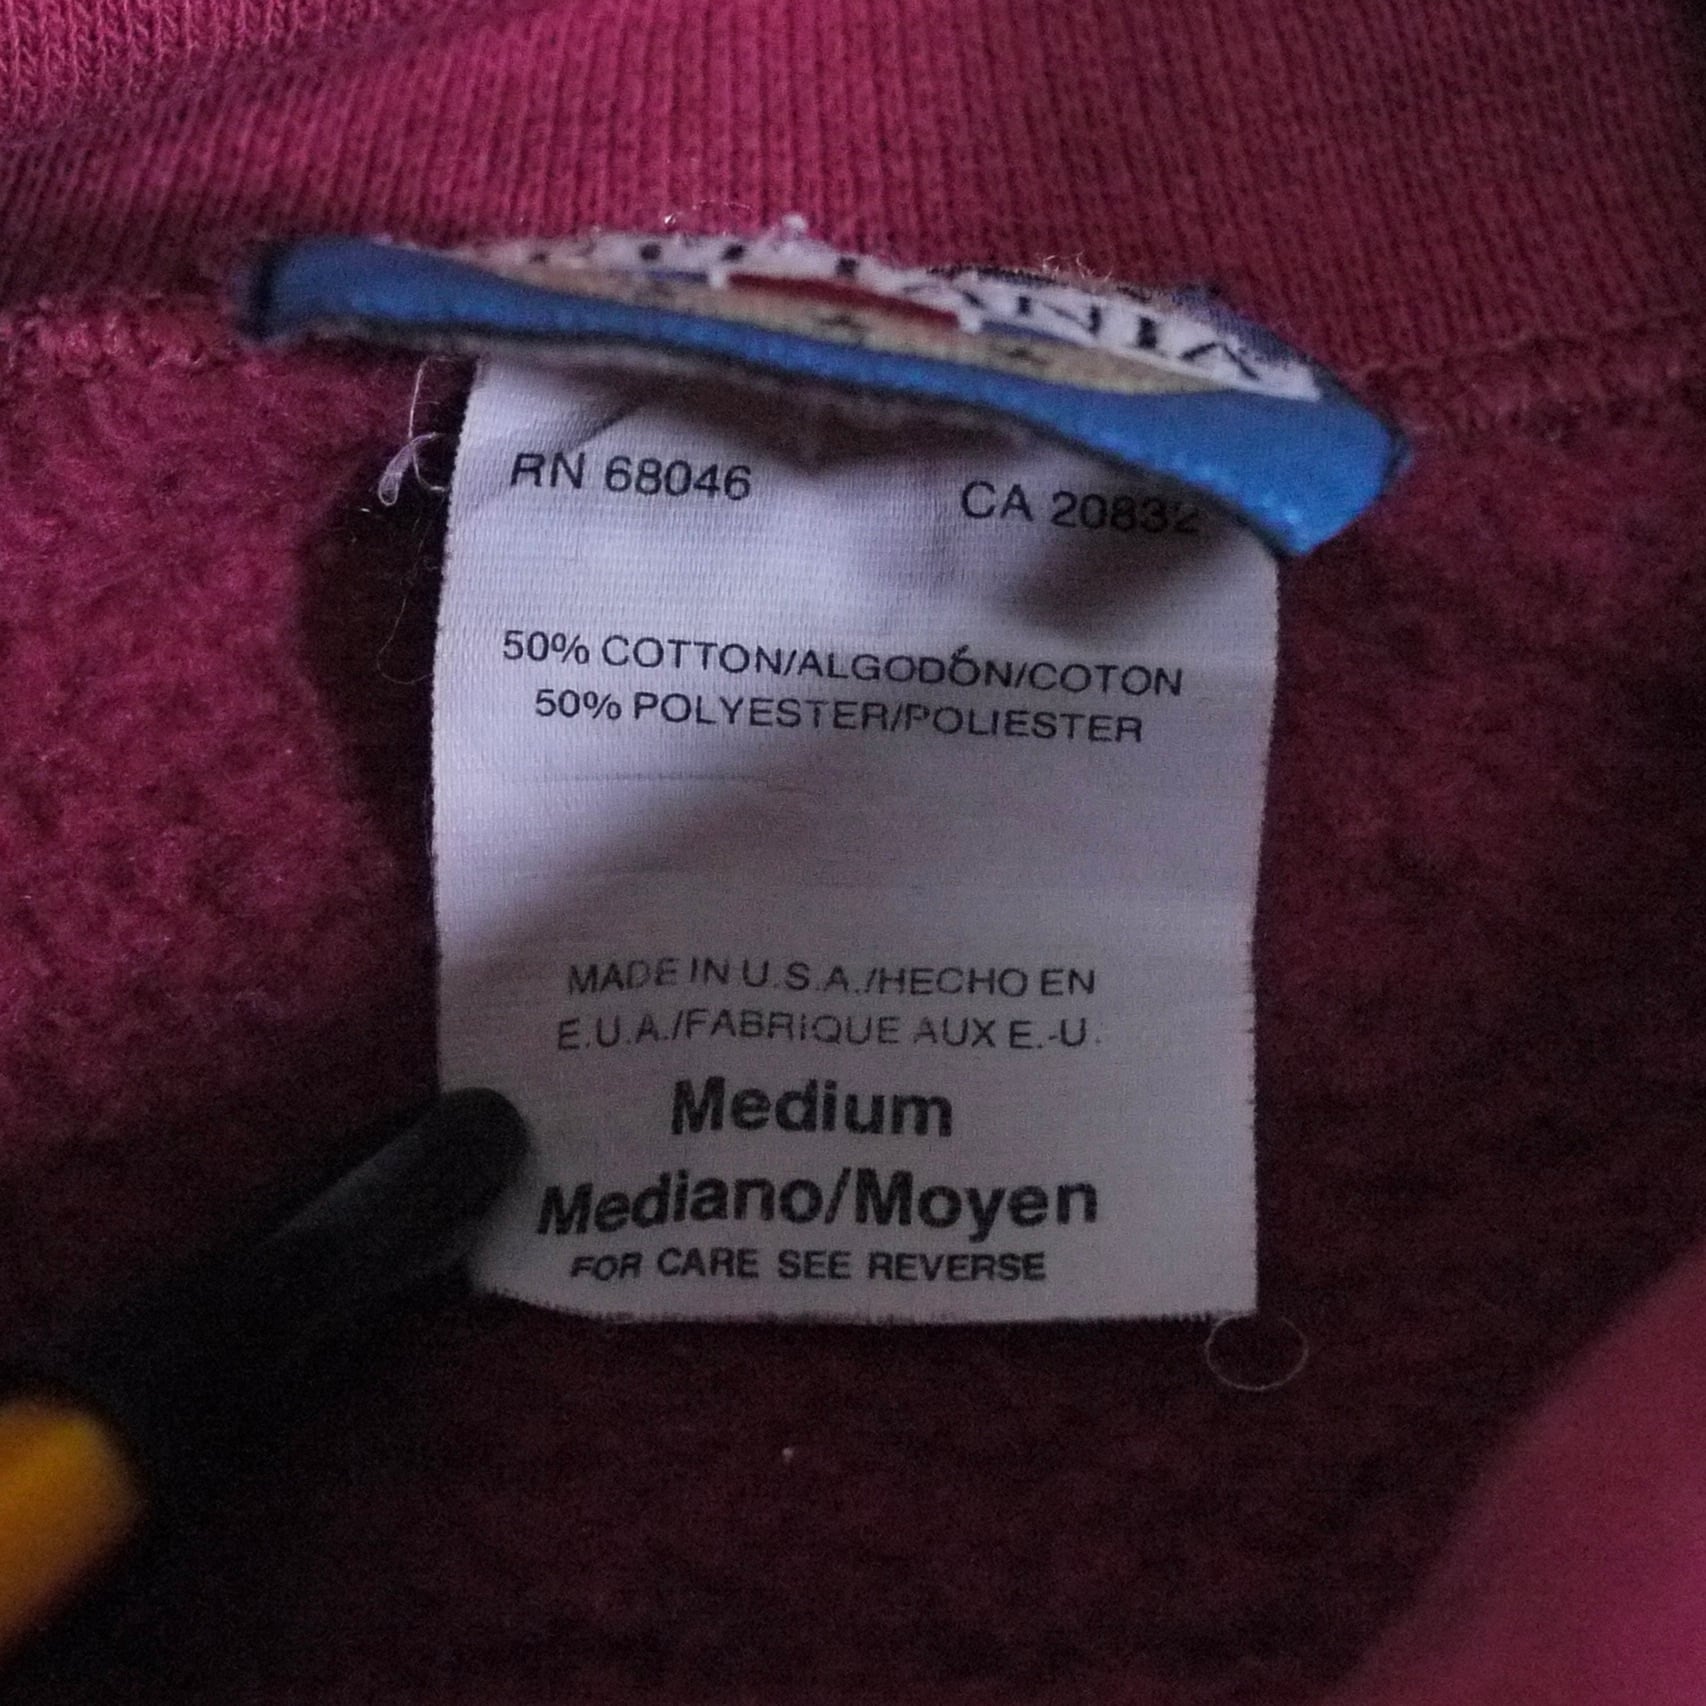 RN 68046 CA 20832
50% COTTON/ALGODÓN/COTON
50% POLYESTER/POLIESTER
MADE IN U.S.A./HECHO EN
E.U.A./FABRIQUE AUX E.-U.
Medium
Mediano/Moyen
FOR CARE SEE REVERSE